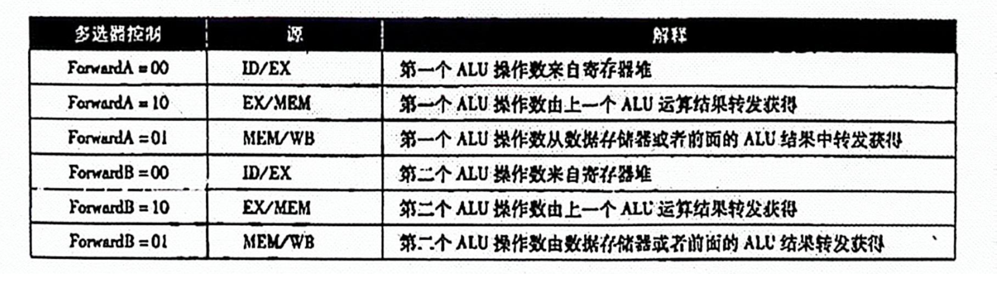 多选器控制 源 解释
ForwardA = 00 ID/EX 第一个 ALU 操作数来自寄存器堆
ForwardA = 10 EX/MEM 第一个 ALU 操作数由上一个 ALU 运算结果转发获得
ForwardA = 01 MEM/WB 第一个 ALU 操作数从数据存储器或者前面的 ALU 结果中转发获得
ForwardB = 00 ID/EX 第二个 ALU 操作数来自寄存器堆
ForwardB = 10 EX/MEM 第二个 ALU 操作数由上一个 ALU 运算结果转发获得
ForwardB = 01 MEM/WB 第二个 ALU 操作数由数据存储器或者前面的 ALU 结果转发获得